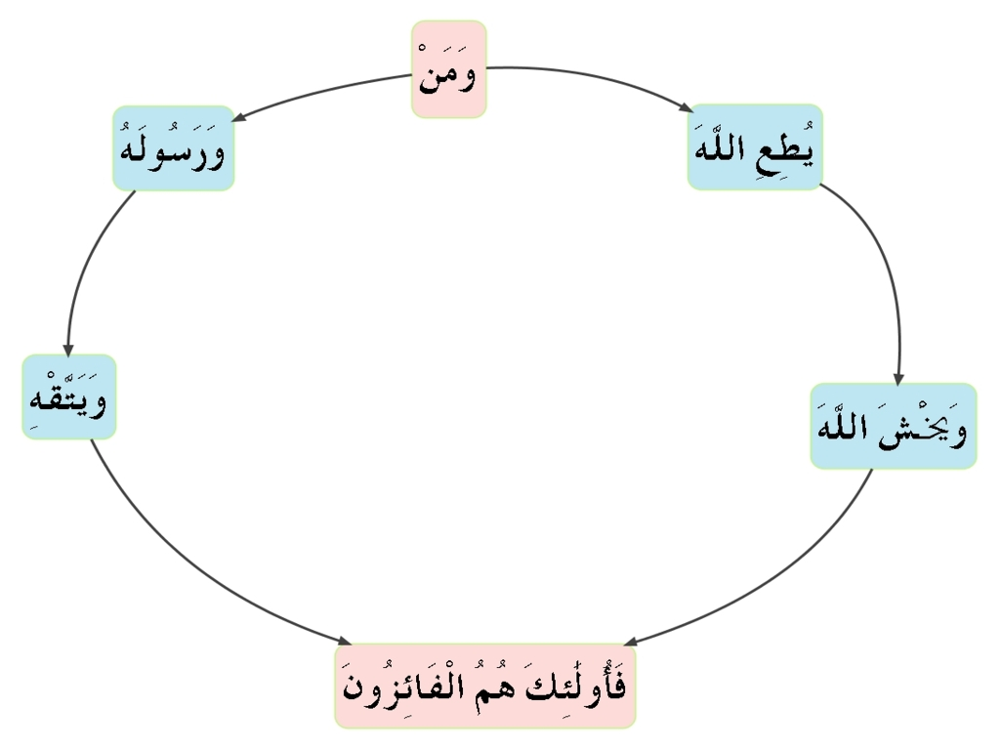 وَمَنْ
يُطِعِ اللَّهَ
وَرَسُولَهُ
وَيَخْشَ اللَّهَ
وَيَتَّقْهِ
فَأُولَٰئِكَ هُمُ الْفَائِزُونَ